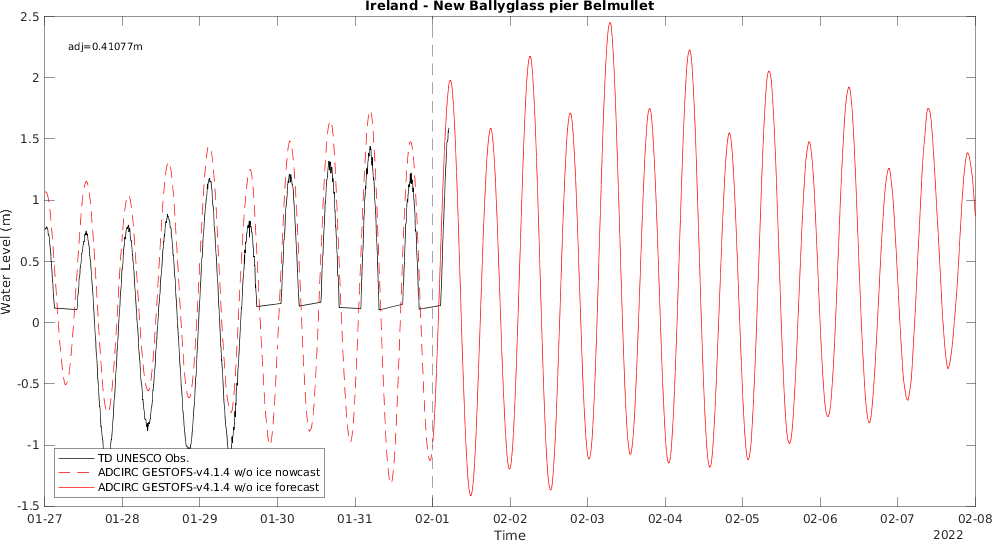 Ireland - New Ballyglass pier Belmullet
adj=0.41077m
2.5
2
1.5
1
0.5
0
-0.5
-1
-1.5
Water Level (m)
TD UNESCO Obs.
ADCIRC GESTOFS-v4.1.4 w/o ice nowcast
ADCIRC GESTOFS-v4.1.4 w/o ice forecast
01-27 01-28 01-29 01-30 01-31 02-01 02-02 02-03 02-04 02-05 02-06 02-07 02-08
Time
2022